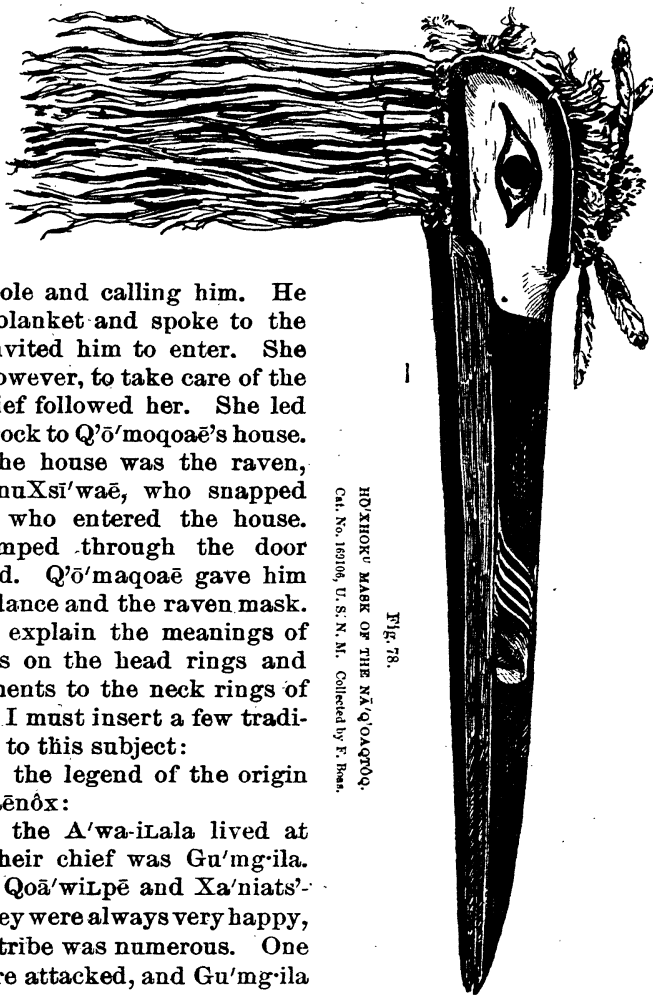 ole and calling him. He
blanket and spoke to the
vited him to enter. She
owever, to take care of the
ief followed her. She led
ock to Q’ō′moqoaē’s house.
he house was the raven,
nuXsī′waē, who snapped
who entered the house.
mped through the door
d. Q’ō′maqoaē gave him
lance and the raven mask.
explain the meanings of
s on the head rings and
nents to the neck rings of
I must insert a few tradi-
to this subject:
the legend of the origin
ēnôx:
the A′wa-iʟala lived at
heir chief was Gu′mg·ila.
Qoā′wiʟpē and Xa′niats’-
ey were always very happy,
tribe was numerous. One
re attacked, and Gu′mg·ila
Fig. 78.
HŌ′XHOKᵁ MASK OF THE NĀ′Q’OAQTÔQ.
Cat. No. 169106, U. S. N. M. Collected by F. Boas.